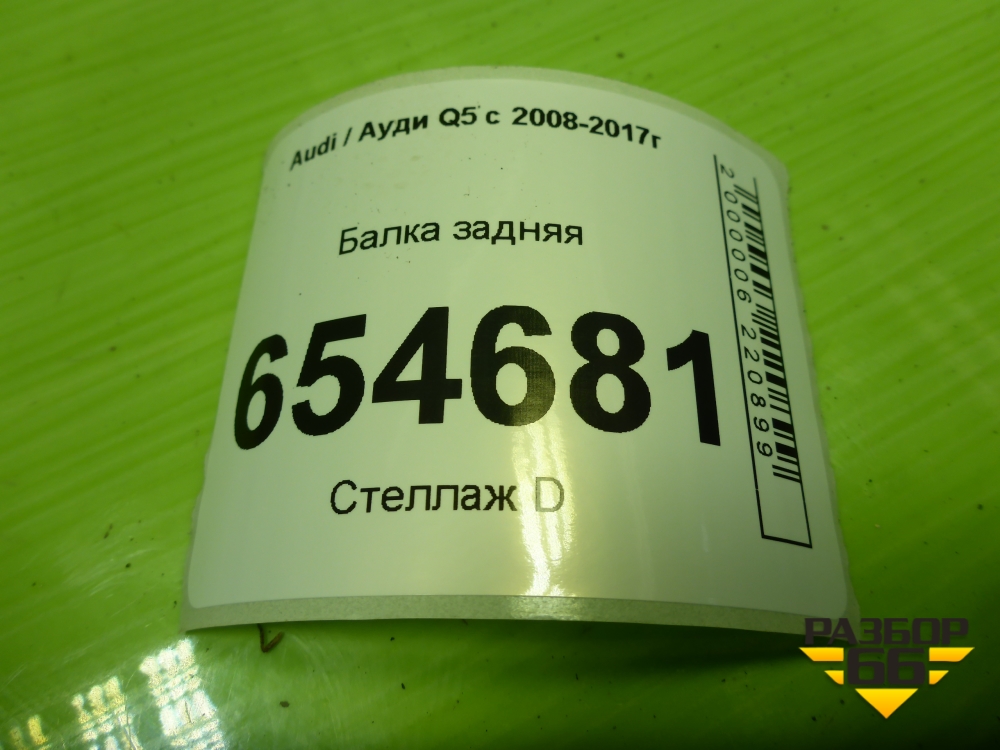 Audi / Ауди Q5 с 2008-2017г
Балка задняя
654681
Стеллаж D
2000006220899
РАЗБОР
66